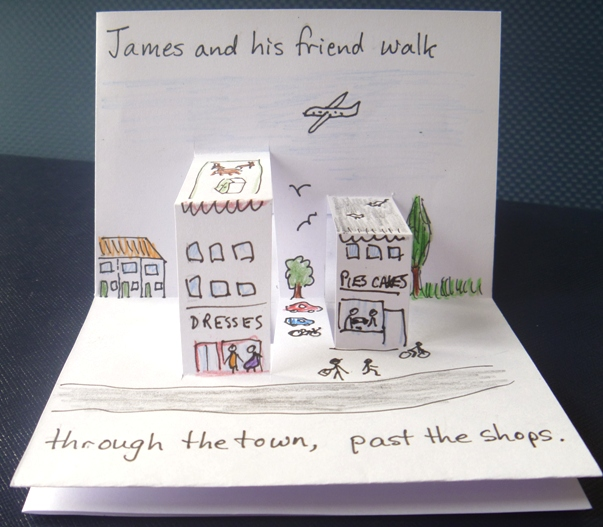 James and his friend walk
PIES CAKES
DRESSES
through the town, past the shops.